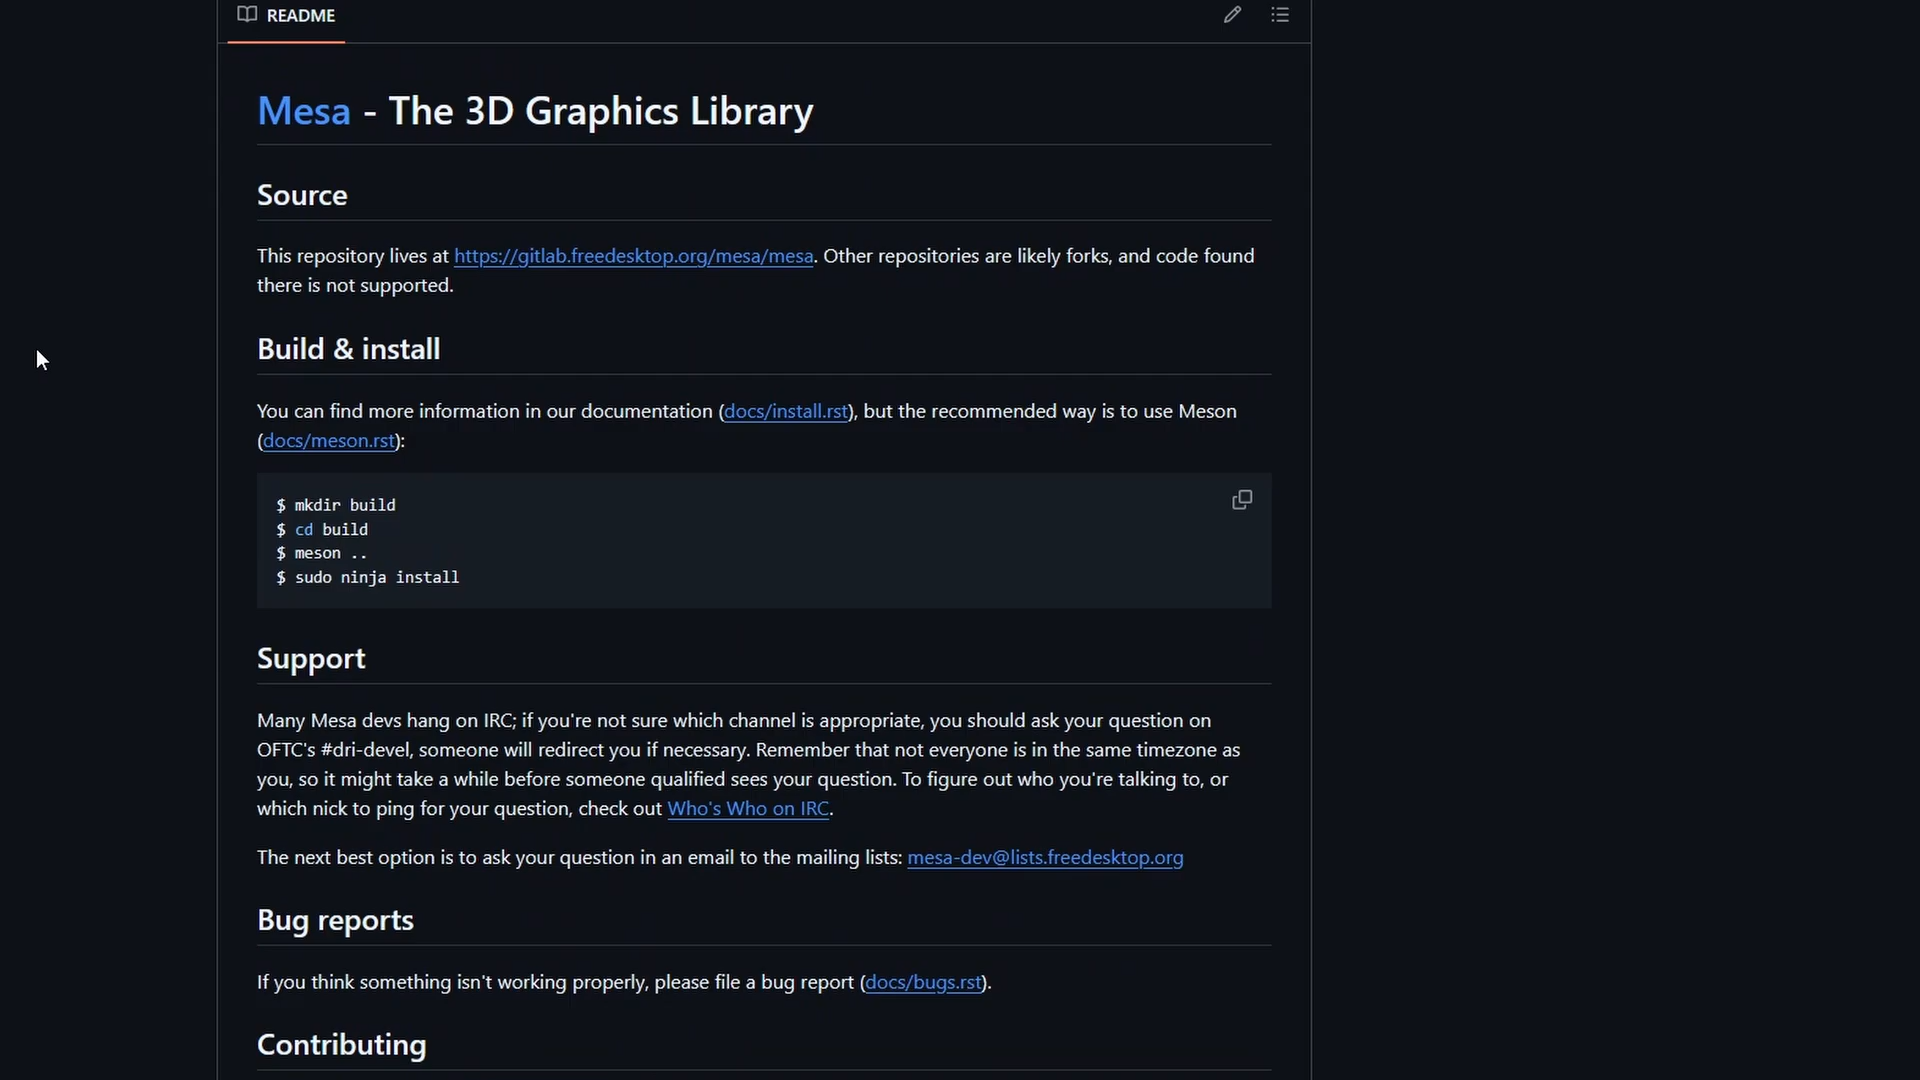 README
Mesa - The 3D Graphics Library
Source
This repository lives at https://gitlab.freedesktop.org/mesa/mesa. Other repositories are likely forks, and code found
there is not supported.
Build & install
You can find more information in our documentation (docs/install.rst), but the recommended way is to use Meson
(docs/meson.rst):
$ mkdir build
$ cd build
$ meson ..
$ sudo ninja install
Support
Many Mesa devs hang on IRC; if you're not sure which channel is appropriate, you should ask your question on
OFTC's #dri-devel, someone will redirect you if necessary. Remember that not everyone is in the same timezone as
you, so it might take a while before someone qualified sees your question. To figure out who you're talking to, or
which nick to ping for your question, check out Who's Who on IRC.
The next best option is to ask your question in an email to the mailing lists: mesa-dev@lists.freedesktop.org
Bug reports
If you think something isn't working properly, please file a bug report (docs/bugs.rst).
Contributing